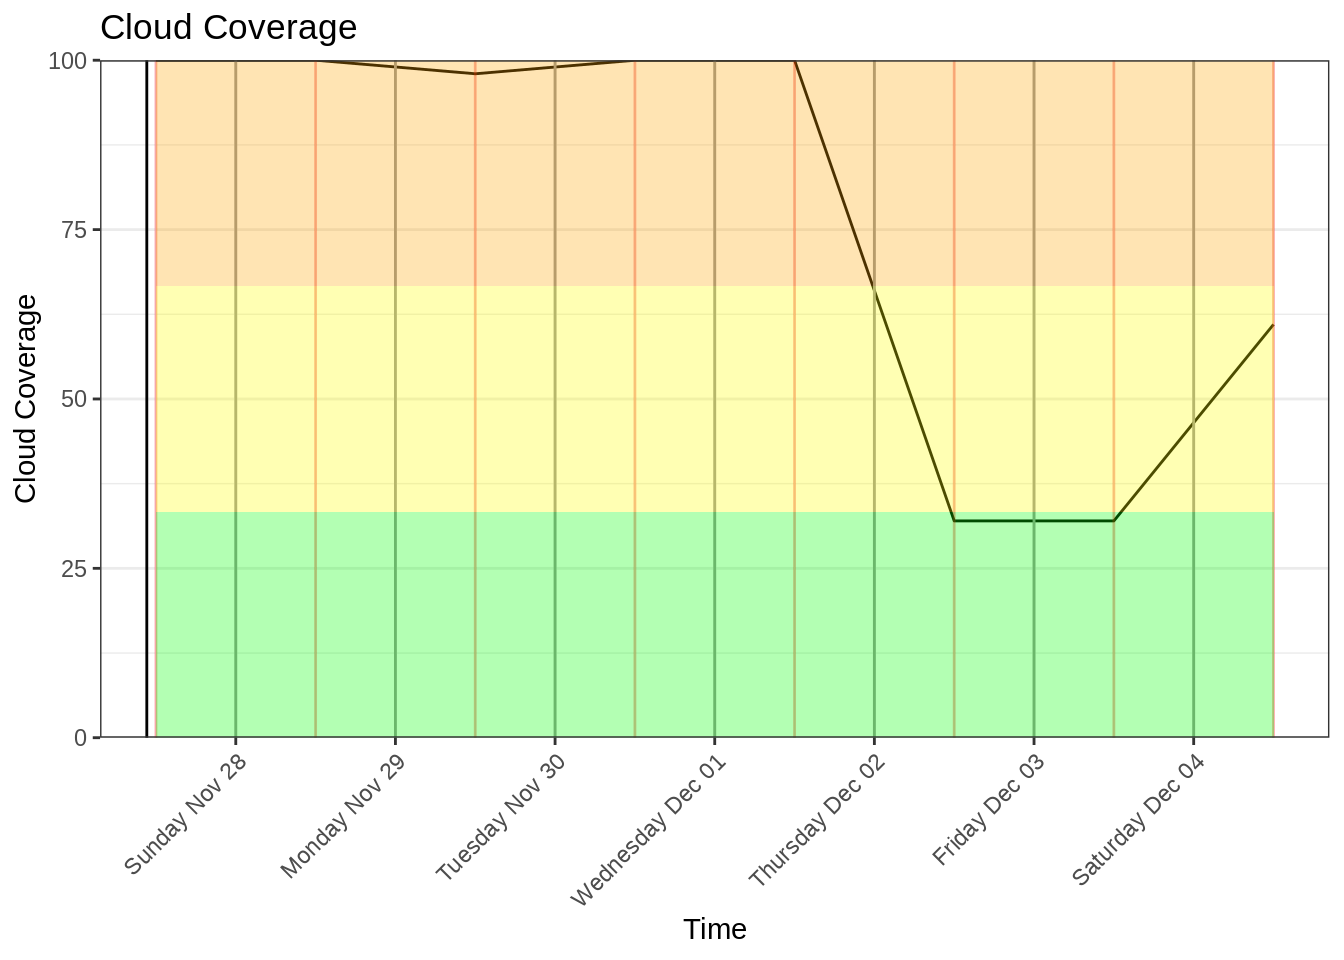 Cloud Coverage
100
75
50
25
0
Cloud Coverage
Sunday Nov 28
Monday Nov 29
Tuesday Nov 30
Wednesday Dec 01
Thursday Dec 02
Friday Dec 03
Saturday Dec 04
Time